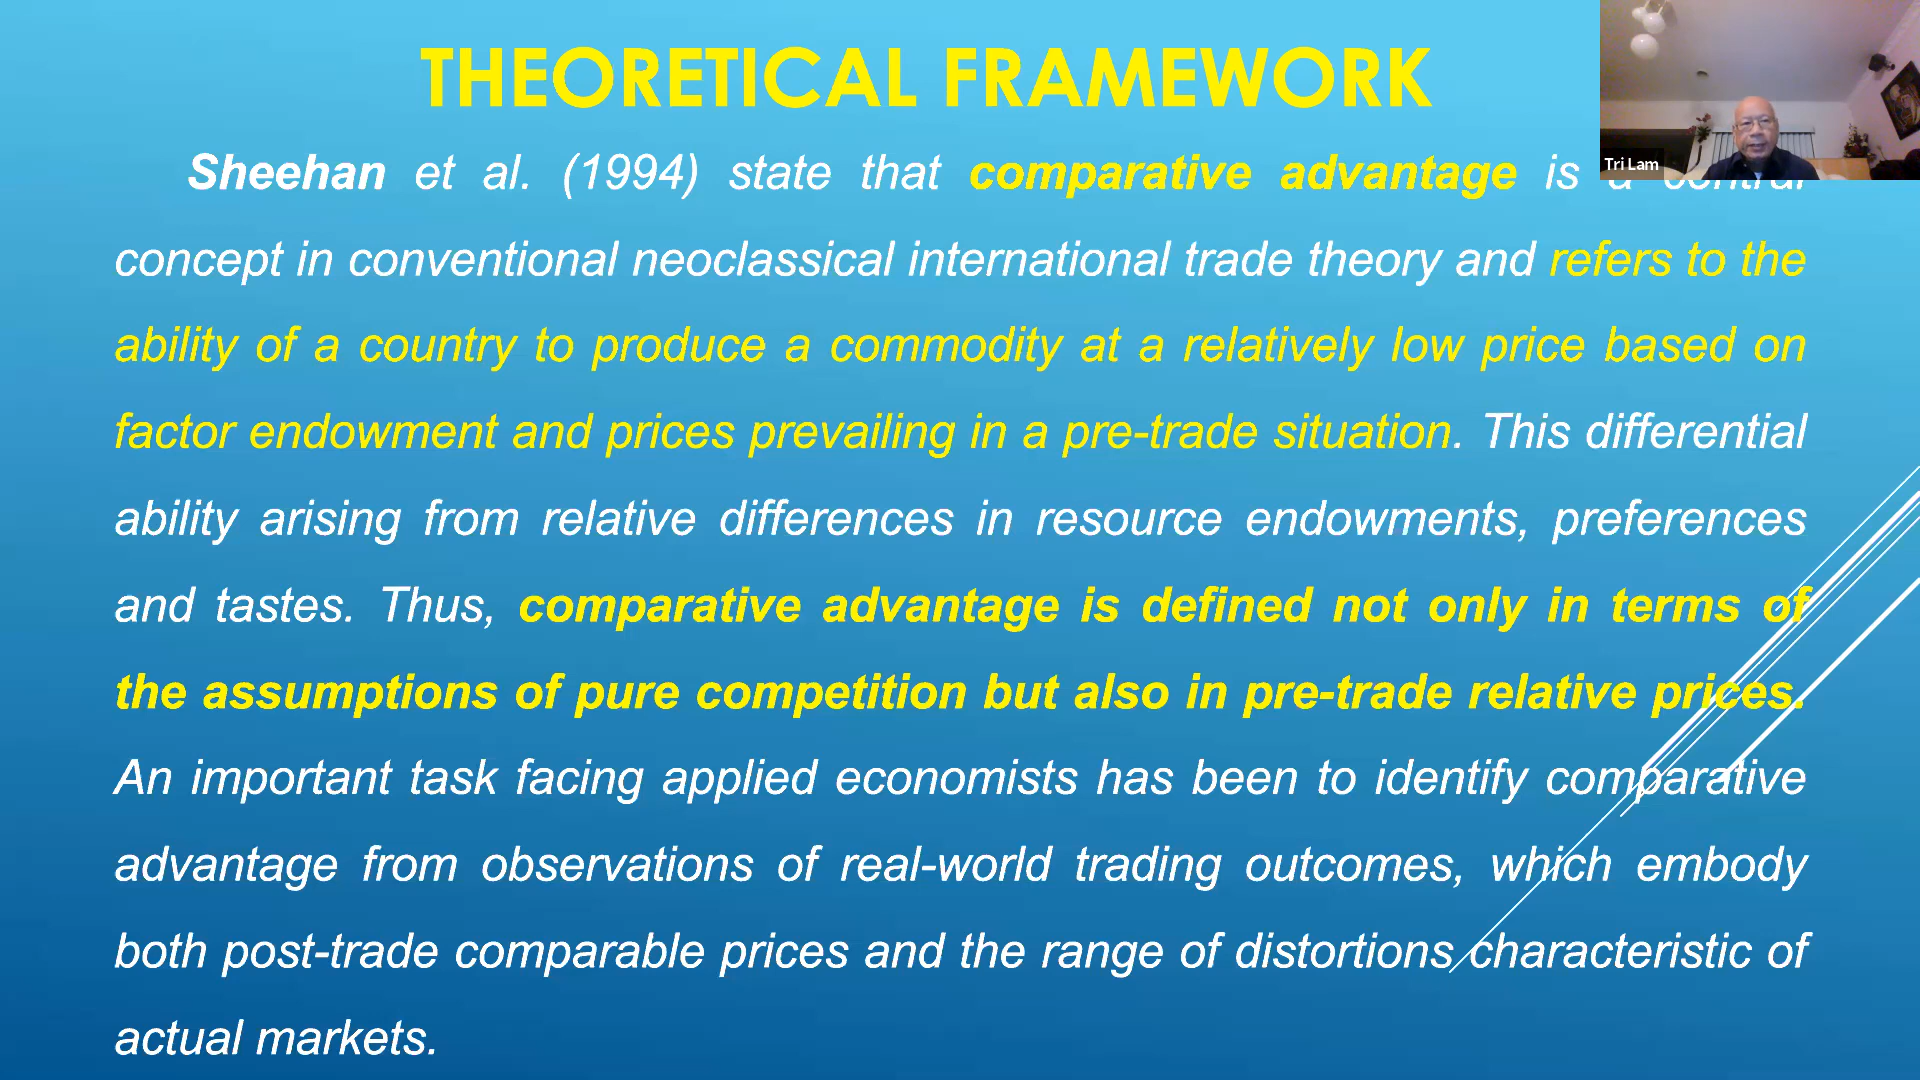 THEORETICAL FRAMEWORK
Tri Lam
Sheehan et al. (1994) state that comparative advantage is a central
concept in conventional neoclassical international trade theory and refers to the
ability of a country to produce a commodity at a relatively low price based on
factor endowment and prices prevailing in a pre-trade situation. This differential
ability arising from relative differences in resource endowments, preferences
and tastes. Thus, comparative advantage is defined not only in terms of
the assumptions of pure competition but also in pre-trade relative prices.
An important task facing applied economists has been to identify comparative
advantage from observations of real-world trading outcomes, which embody
both post-trade comparable prices and the range of distortions characteristic of
actual markets.